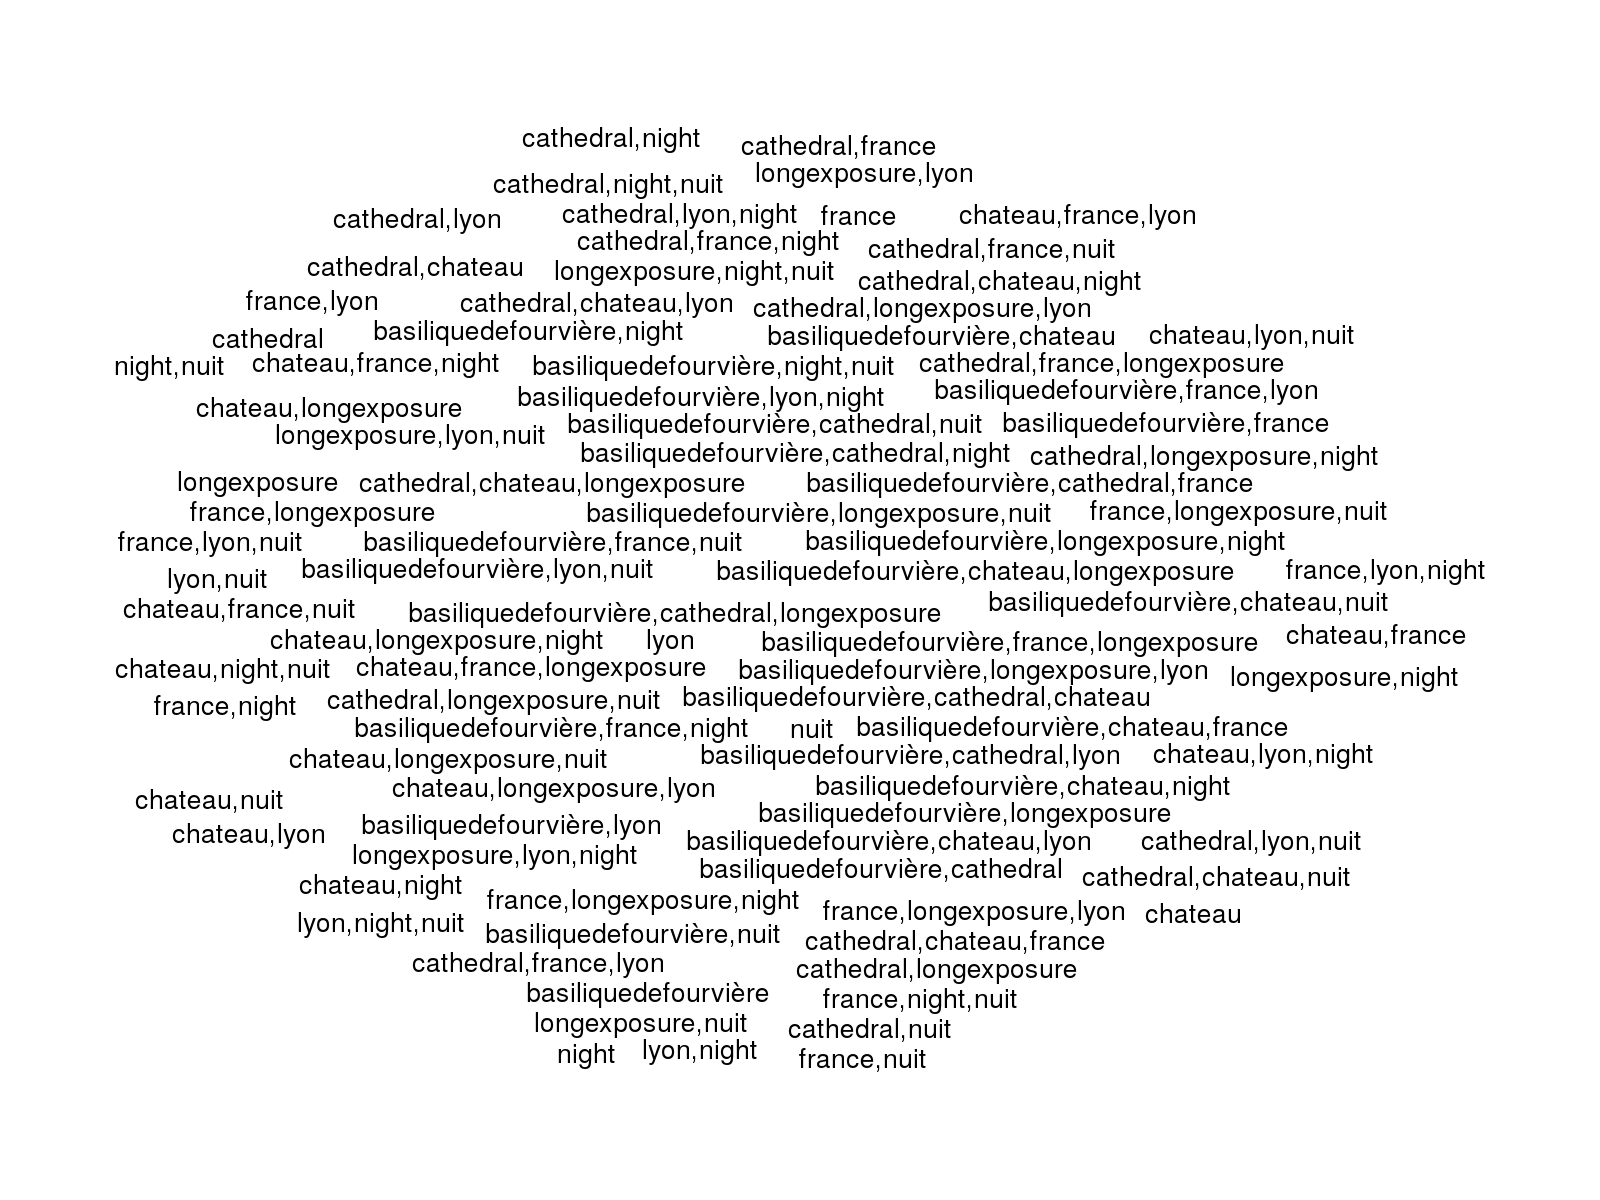 cathedral,night
cathedral,france
longexposure,lyon
cathedral,night,nuit
cathedral,lyon
cathedral,lyon,night
france
chateau,france,lyon
cathedral,france,night
cathedral,france,nuit
cathedral,chateau
longexposure,night,nuit
cathedral,chateau,night
france,lyon
cathedral,chateau,lyon
cathedral,longexposure,lyon
cathedral
basiliquedefourvière,night
basiliquedefourvière,chateau
chateau,lyon,nuit
night,nuit
chateau,france,night
basiliquedefourvière,night,nuit
cathedral,france,longexposure
chateau,longexposure
basiliquedefourvière,lyon,night
basiliquedefourvière,france,lyon
longexposure,lyon,nuit
basiliquedefourvière,cathedral,nuit
basiliquedefourvière,france
basiliquedefourvière,cathedral,night
cathedral,longexposure,night
longexposure
cathedral,chateau,longexposure
basiliquedefourvière,cathedral,france
france,longexposure
basiliquedefourvière,longexposure,nuit
france,longexposure,nuit
france,lyon,nuit
basiliquedefourvière,france,nuit
basiliquedefourvière,longexposure,night
lyon,nuit
basiliquedefourvière,lyon,nuit
basiliquedefourvière,chateau,longexposure
france,lyon,night
chateau,france,nuit
basiliquedefourvière,cathedral,longexposure
basiliquedefourvière,chateau,nuit
chateau,longexposure,night
lyon
basiliquedefourvière,france,longexposure
chateau,france
chateau,night,nuit
chateau,france,longexposure
basiliquedefourvière,longexposure,lyon
longexposure,night
france,night
cathedral,longexposure,nuit
basiliquedefourvière,cathedral,chateau
basiliquedefourvière,france,night
nuit
basiliquedefourvière,chateau,france
chateau,longexposure,nuit
basiliquedefourvière,cathedral,lyon
chateau,lyon,night
chateau,nuit
chateau,longexposure,lyon
basiliquedefourvière,chateau,night
chateau,lyon
basiliquedefourvière,lyon
basiliquedefourvière,longexposure
longexposure,lyon,night
basiliquedefourvière,chateau,lyon
cathedral,lyon,nuit
chateau,night
basiliquedefourvière,cathedral
cathedral,chateau,nuit
france,longexposure,night
france,longexposure,lyon
chateau
lyon,night,nuit
basiliquedefourvière,nuit
cathedral,chateau,france
cathedral,france,lyon
cathedral,longexposure
basiliquedefourvière
france,night,nuit
longexposure,nuit
cathedral,nuit
night
lyon,night
france,nuit